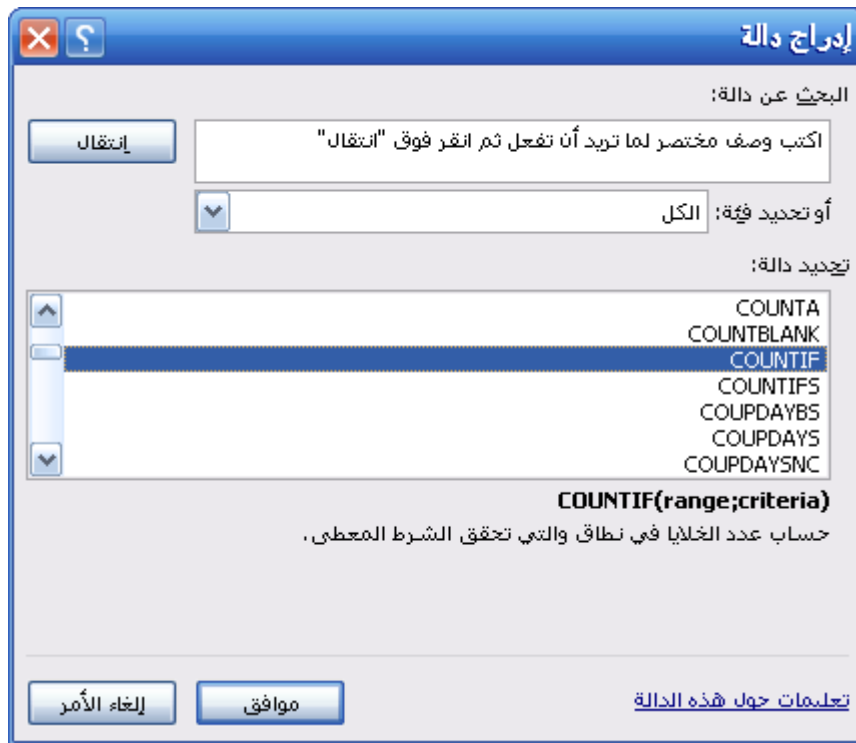 إدراج دالة
البحث عن دالة:
اكتب وصف مختصر لما تريد أن تفعل ثم انقر فوق "انتقال"
إنتقال
أو تحديد فئة: الكل
تحديد دالة:
COUNTA
COUNTBLANK
COUNTIF
COUNTIFS
COUPDAYBS
COUPDAYS
COUPDAYSNC
COUNTIF(range;criteria)
حساب عدد الخلايا في نطاق والتي تحقق الشرط المعطى.
تعليمات حول هذه الدالة
موافق
إلغاء الأمر